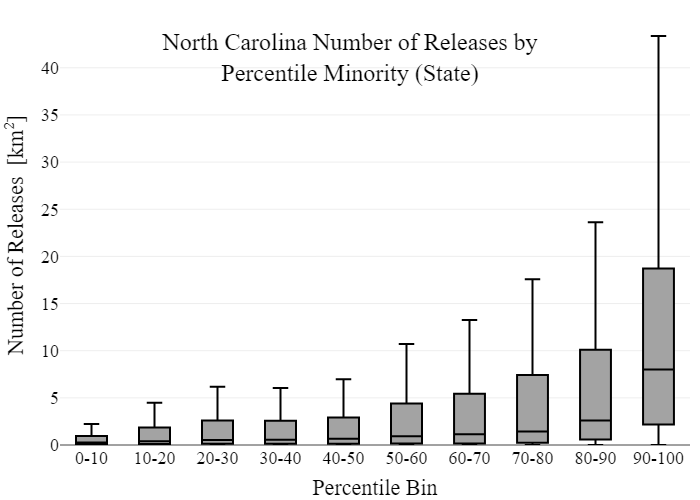 North Carolina Number of Releases by
Percentile Minority (State)
Number of Releases [km²]
40
35
30
25
20
15
10
5
0
0-10 10-20 20-30 30-40 40-50 50-60 60-70 70-80 80-90 90-100
Percentile Bin